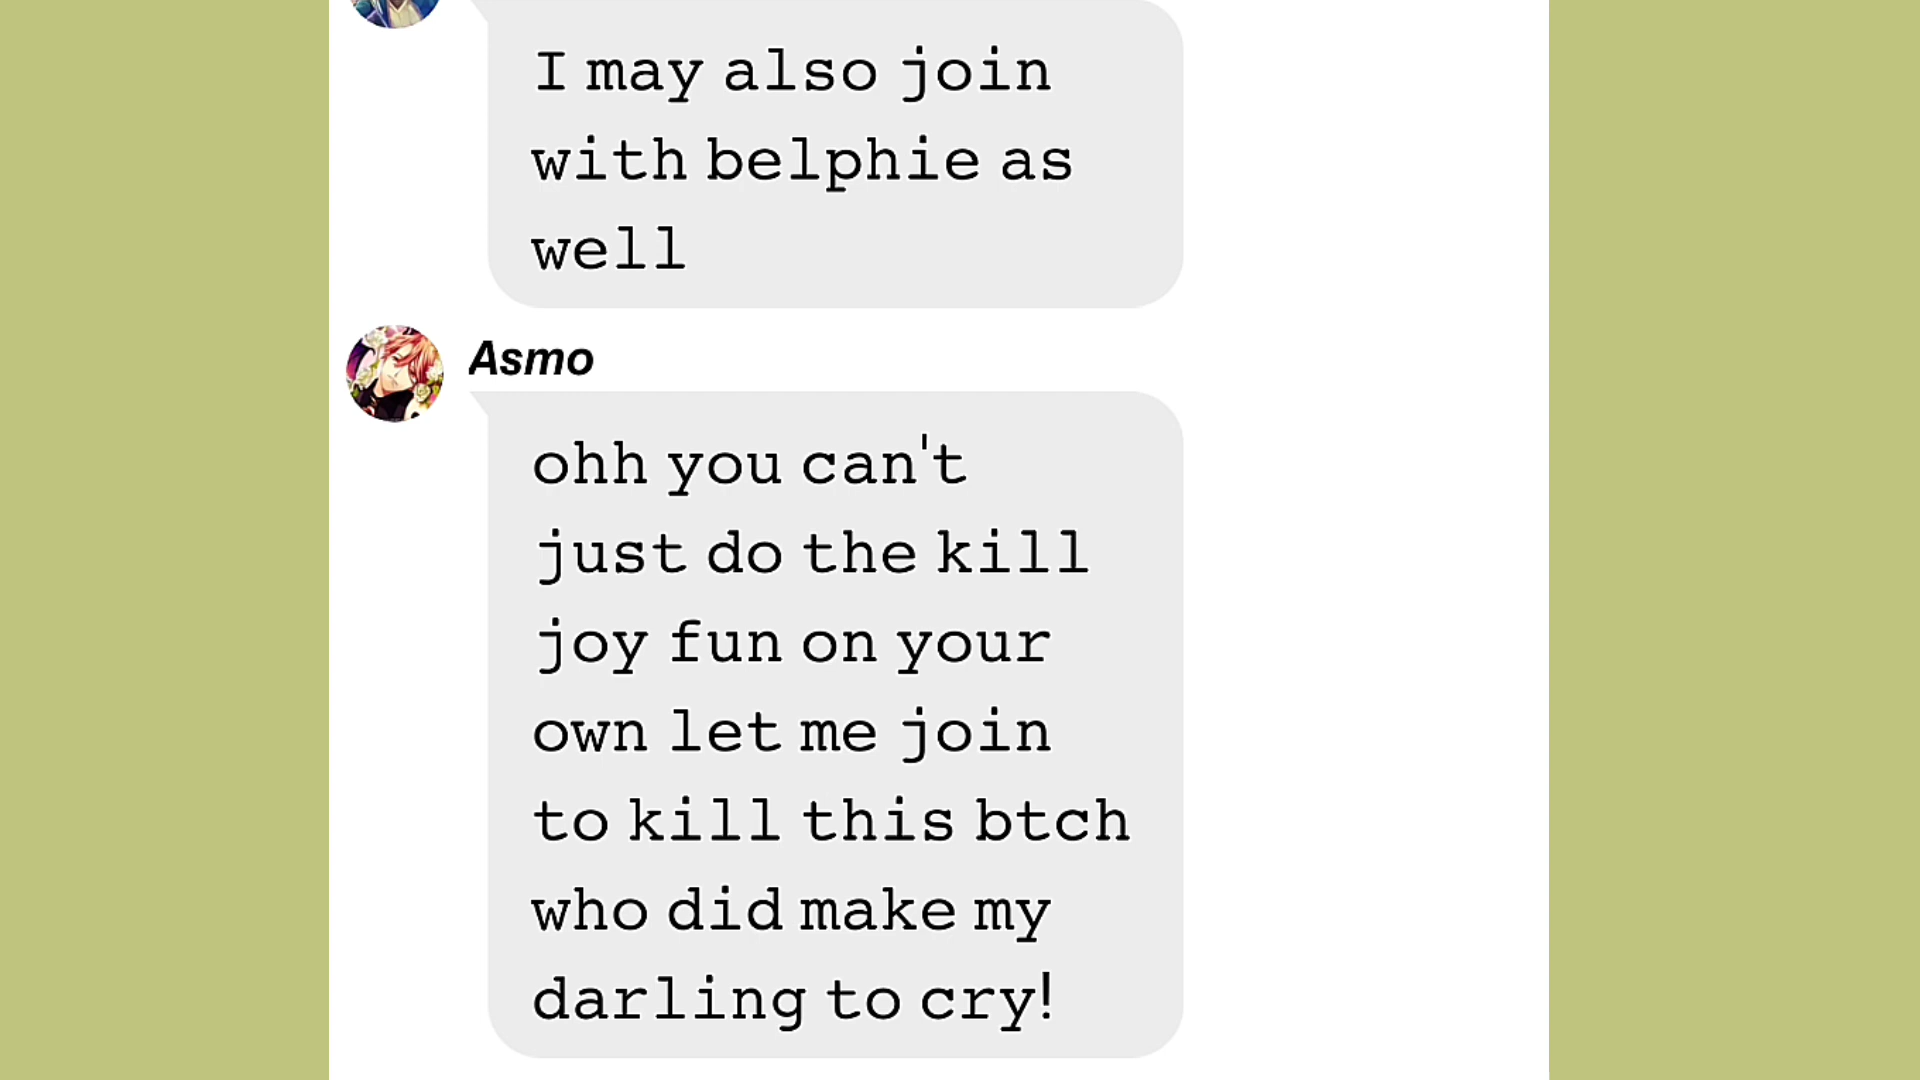 I may also join
with belphie as
well
Asmo
ohh you can't
just do the kill
joy fun on your
own let me join
to kill this btch
who did make my
darling to cry!